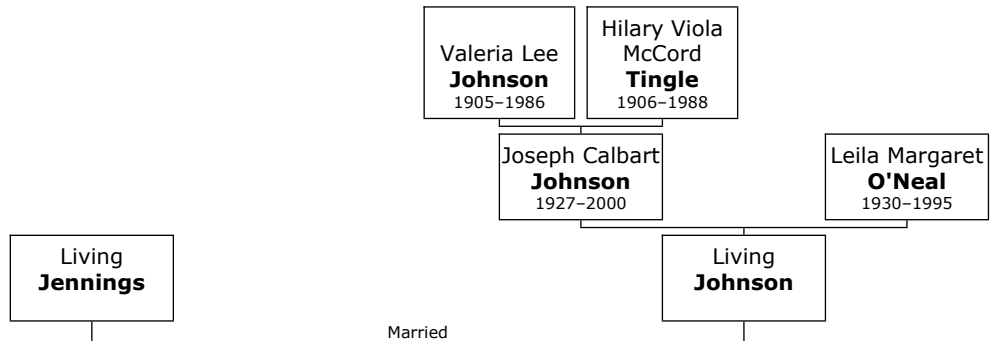 Valeria Lee
Johnson
1905–1986
Hilary Viola
McCord
Tingle
1906–1988
Joseph Calbart
Johnson
1927–2000
Leila Margaret
O'Neal
1930–1995
Living
Jennings
Living
Johnson
Married